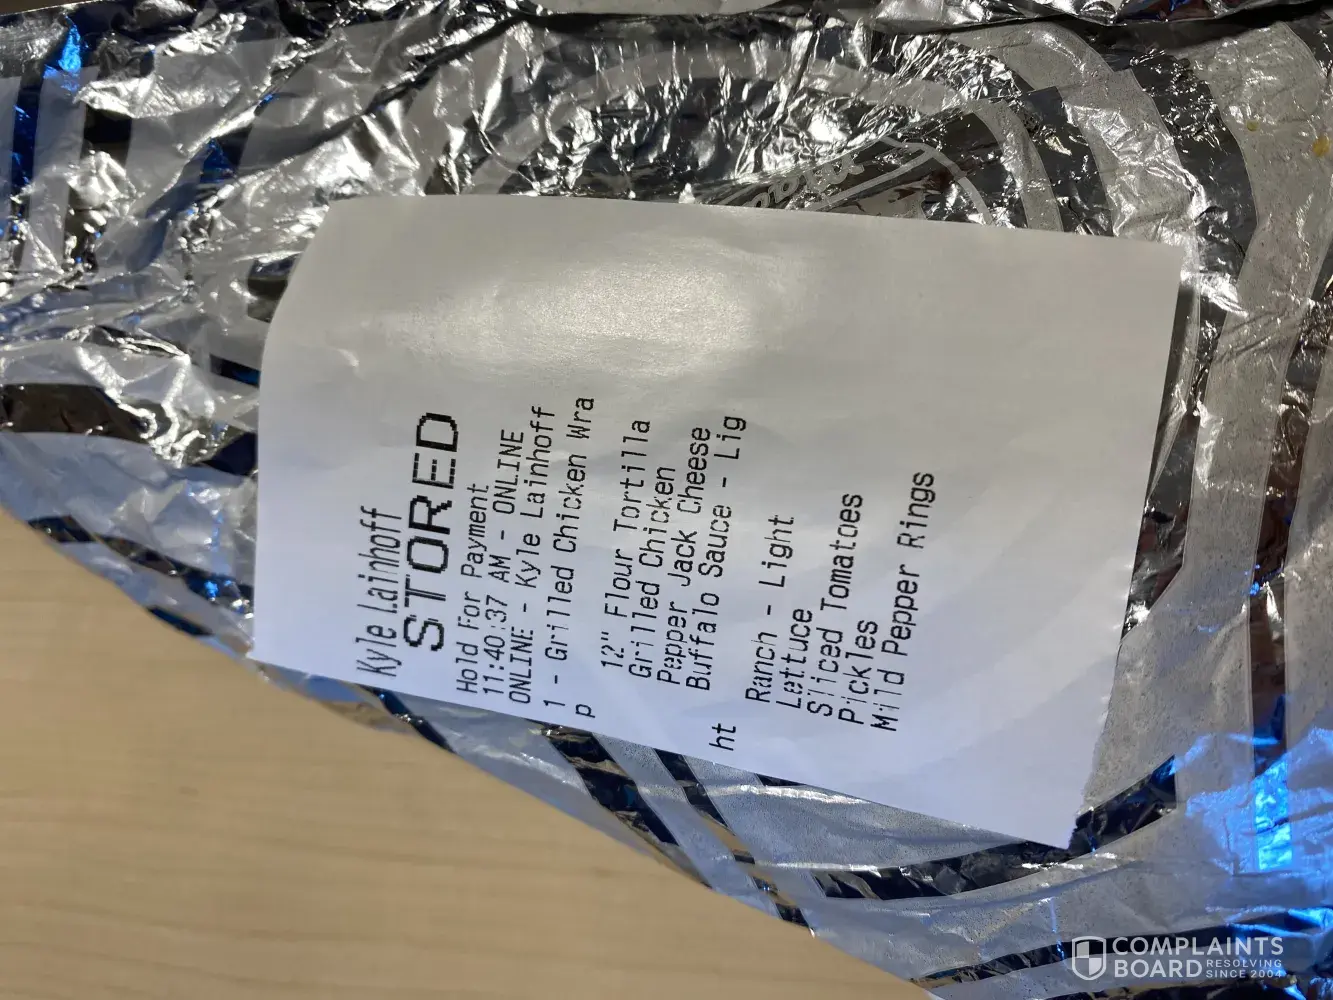 Kyle Lainhoff
STORED
Hold For Payment
11:40:37 AM - ONLINE
ONLINE - Kyle Lainhoff
1 - Grilled Chicken Wra
p
12" Flour Tortilla
Grilled Chicken
Pepper Jack Cheese
Buffalo Sauce - Lig
ht
Ranch - Light
Lettuce
Sliced Tomatoes
Pickles
Mild Pepper Rings
COMPLAINTS
BOARD RESOLVING
SINCE 2004